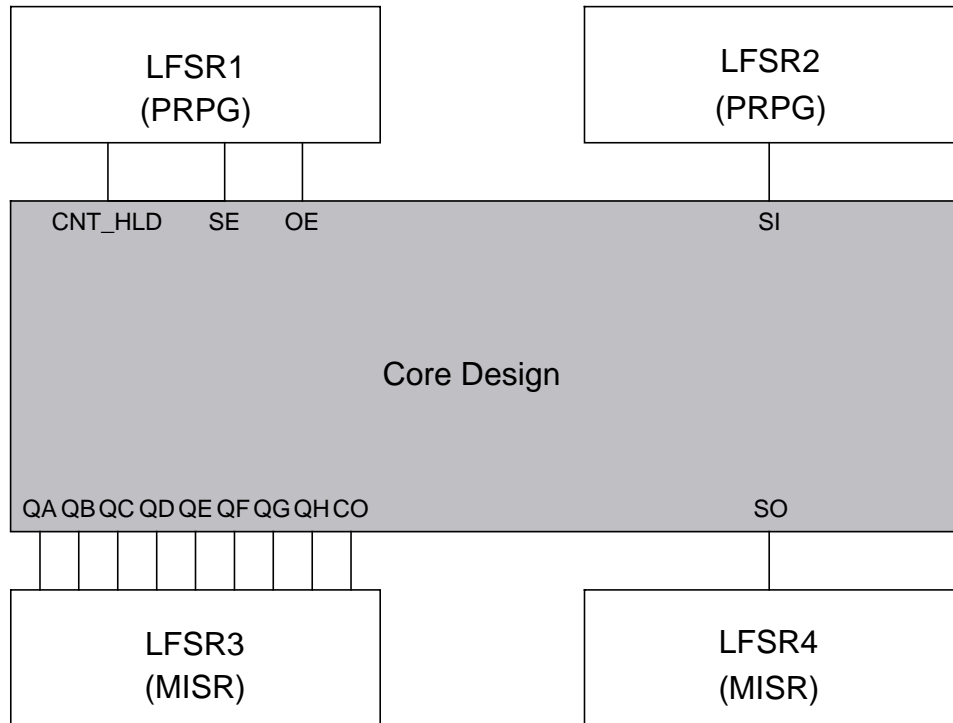 LFSR1
(PRPG)
LFSR2
(PRPG)
CNT_HLD SE OE SI
Core Design
QA QB QC QD QE QF QG QH CO SO
LFSR3
(MISR)
LFSR4
(MISR)